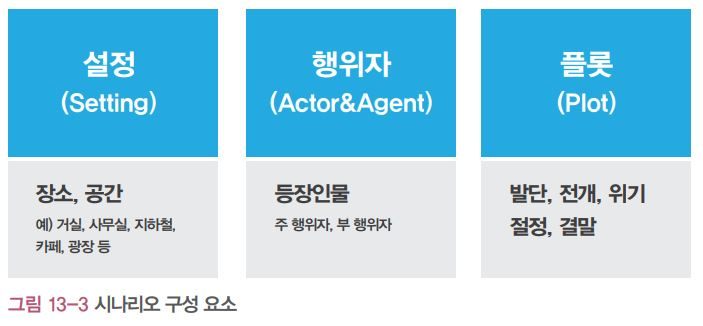 설정
(Setting)
장소, 공간
예) 거실, 사무실, 지하철,
카페, 광장 등
행위자
(Actor&Agent)
등장인물
주 행위자, 부 행위자
플롯
(Plot)
발단, 전개, 위기
절정, 결말
그림 13-3 시나리오 구성 요소